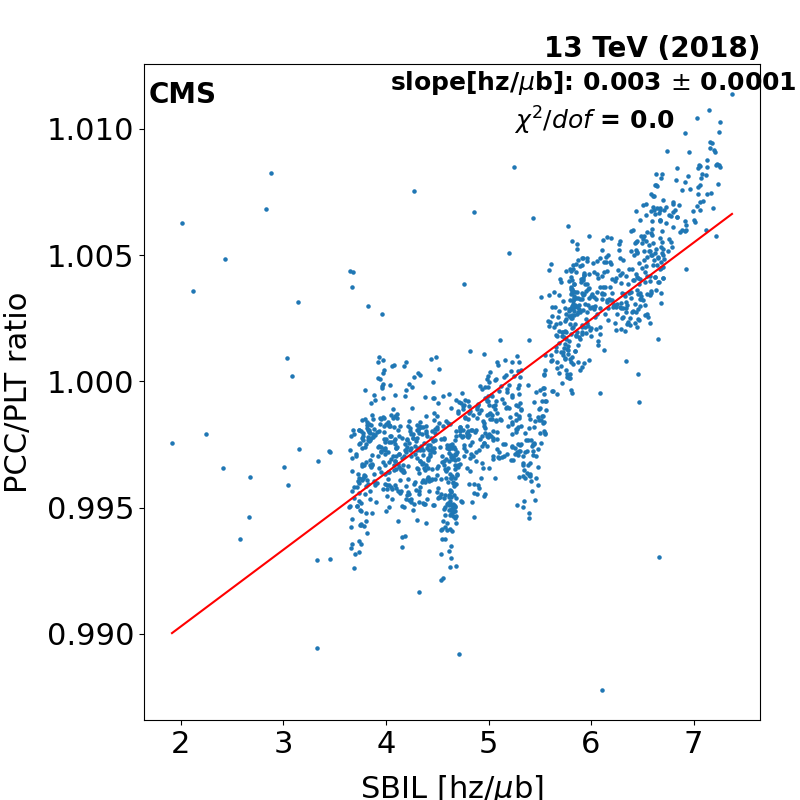 13 TeV (2018)
CMS
slope[hz/μb]: 0.003 ± 0.0001
χ²/dof = 0.0
1.010
1.005
1.000
0.995
0.990
PCC/PLT ratio
2 3 4 5 6 7
SBIL [hz/μb]